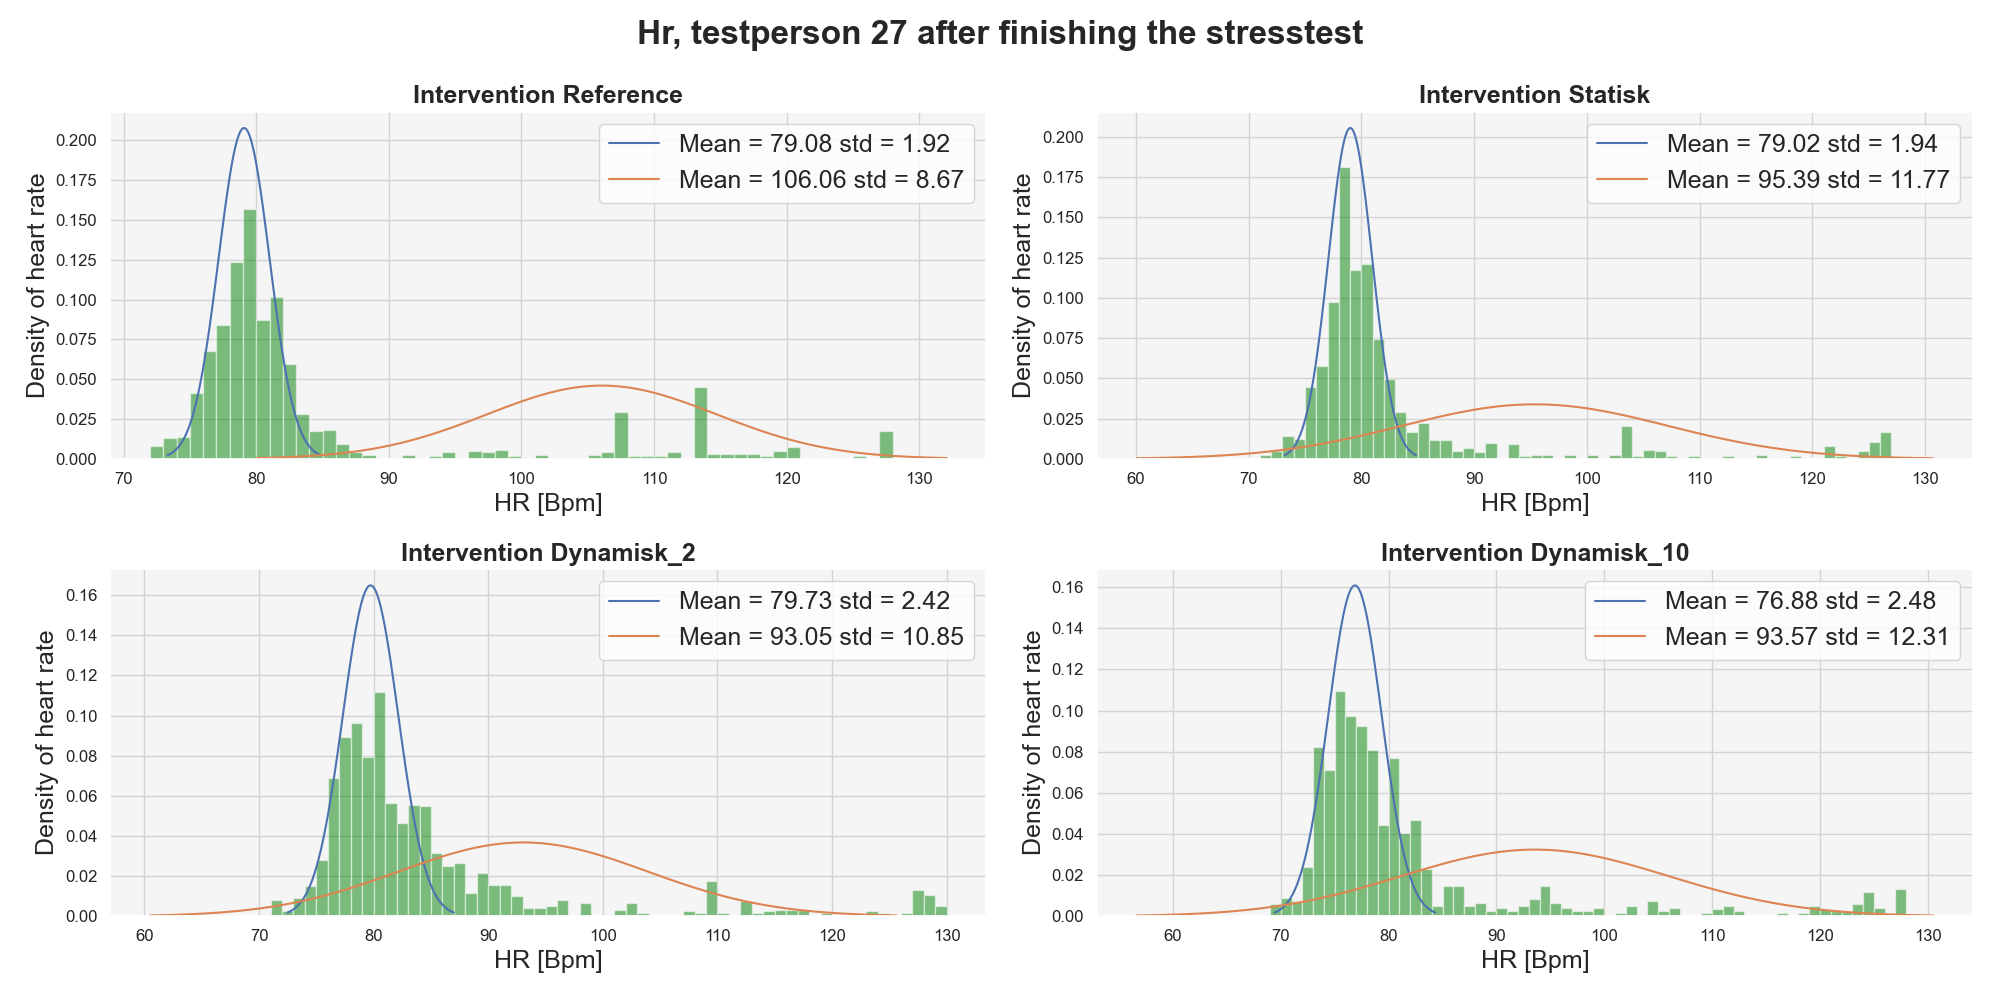 Hr, testperson 27 after finishing the stresstest
Intervention Reference
Mean = 79.08 std = 1.92
Mean = 106.06 std = 8.67
Density of heart rate
0.200
0.175
0.150
0.125
0.100
0.075
0.050
0.025
0.000
70 80 90 100 110 120 130
HR [Bpm]
Intervention Statisk
Mean = 79.02 std = 1.94
Mean = 95.39 std = 11.77
Density of heart rate
0.200
0.175
0.150
0.125
0.100
0.075
0.050
0.025
0.000
60 70 80 90 100 110 120 130
HR [Bpm]
Intervention Dynamisk_2
Mean = 79.73 std = 2.42
Mean = 93.05 std = 10.85
Density of heart rate
0.16
0.14
0.12
0.10
0.08
0.06
0.04
0.02
0.00
60 70 80 90 100 110 120 130
HR [Bpm]
Intervention Dynamisk_10
Mean = 76.88 std = 2.48
Mean = 93.57 std = 12.31
Density of heart rate
0.16
0.14
0.12
0.10
0.08
0.06
0.04
0.02
0.00
60 70 80 90 100 110 120 130
HR [Bpm]